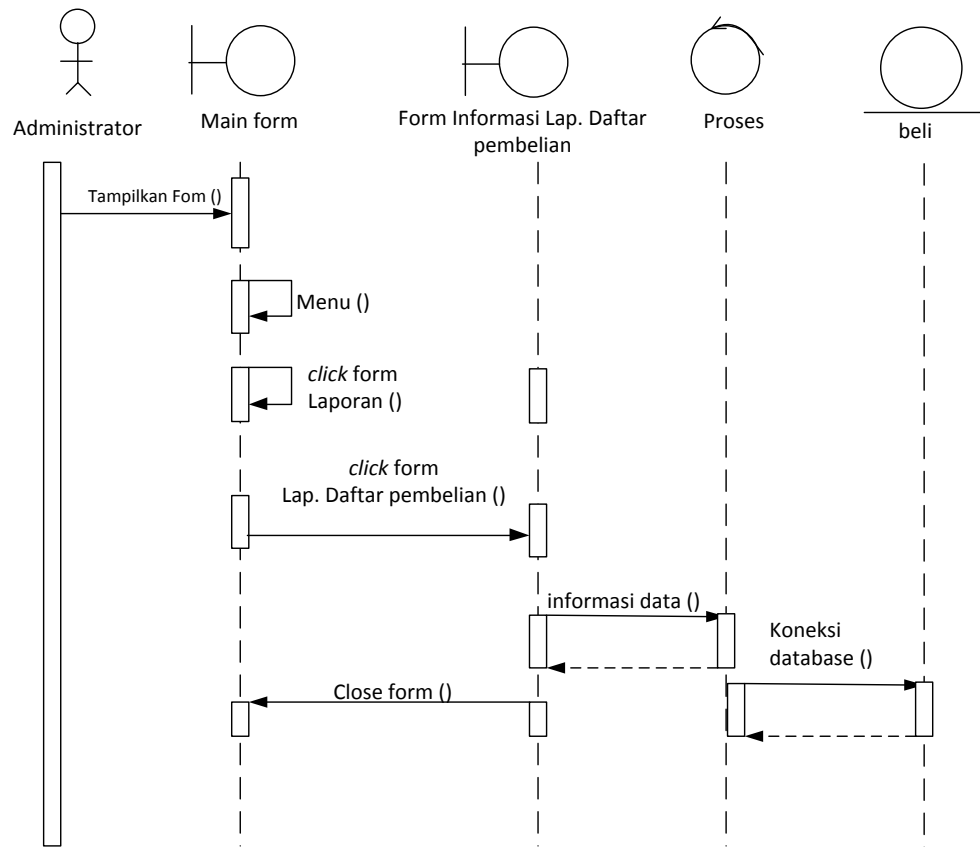 Administrator
Main form
Form Informasi Lap. Daftar
pembelian
Proses
beli
Tampilkan Fom ()
Menu ()
click form
Laporan ()
click form
Lap. Daftar pembelian ()
informasi data ()
Koneksi
database ()
Close form ()